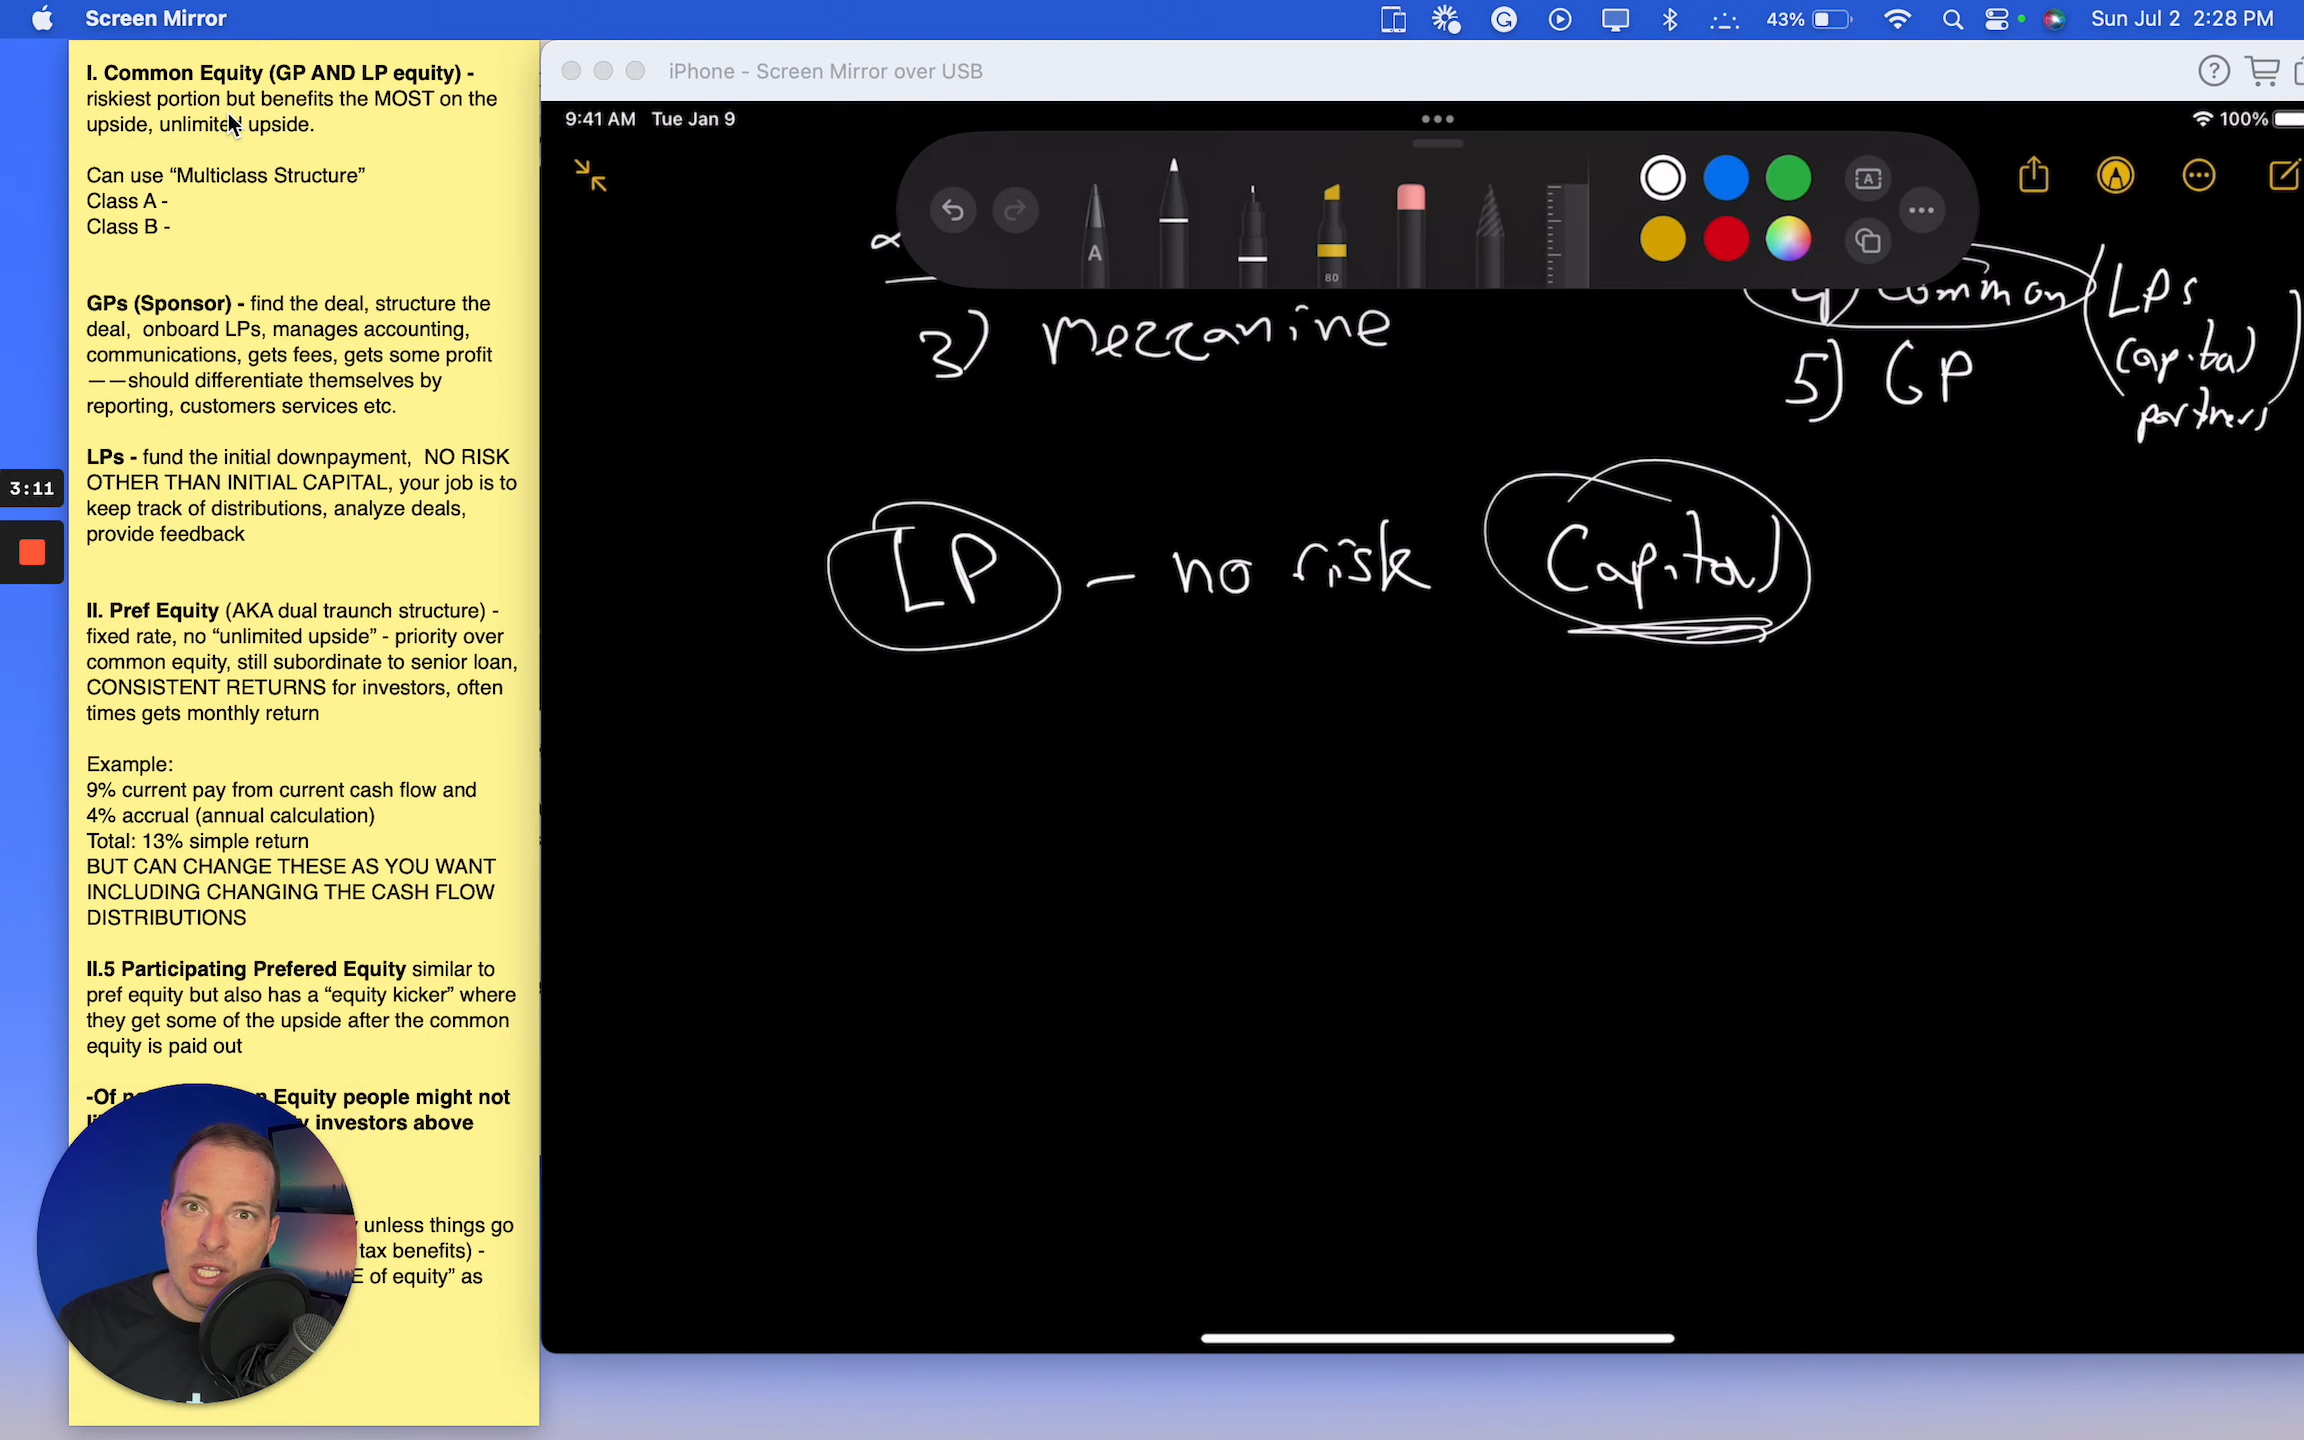 Screen Mirror
43%
Sun Jul 2 2:28 PM
I. Common Equity (GP AND LP equity) -
riskiest portion but benefits the MOST on the
upside, unlimited upside.
Can use “Multiclass Structure”
Class A -
Class B -
GPs (Sponsor) - find the deal, structure the
deal, onboard LPs, manages accounting,
communications, gets fees, gets some profit
——should differentiate themselves by
reporting, customers services etc.
LPs - fund the initial downpayment, NO RISK
OTHER THAN INITIAL CAPITAL, your job is to
keep track of distributions, analyze deals,
provide feedback
3:11
II. Pref Equity (AKA dual traunch structure) -
fixed rate, no “unlimited upside” - priority over
common equity, still subordinate to senior loan,
CONSISTENT RETURNS for investors, often
times gets monthly return
Example:
9% current pay from current cash flow and
4% accrual (annual calculation)
Total: 13% simple return
BUT CAN CHANGE THESE AS YOU WANT
INCLUDING CHANGING THE CASH FLOW
DISTRIBUTIONS
II.5 Participating Prefered Equity similar to
pref equity but also has a “equity kicker” where
they get some of the upside after the common
equity is paid out
-Of Equity people might not
investors above
unless things go
tax benefits) -
of equity” as
iPhone - Screen Mirror over USB
9:41 AM Tue Jan 9
100%
A
80
A
3) Mezzanine
4) Common (LPs
Capital
partners)
5) GP
LP - no risk Capital